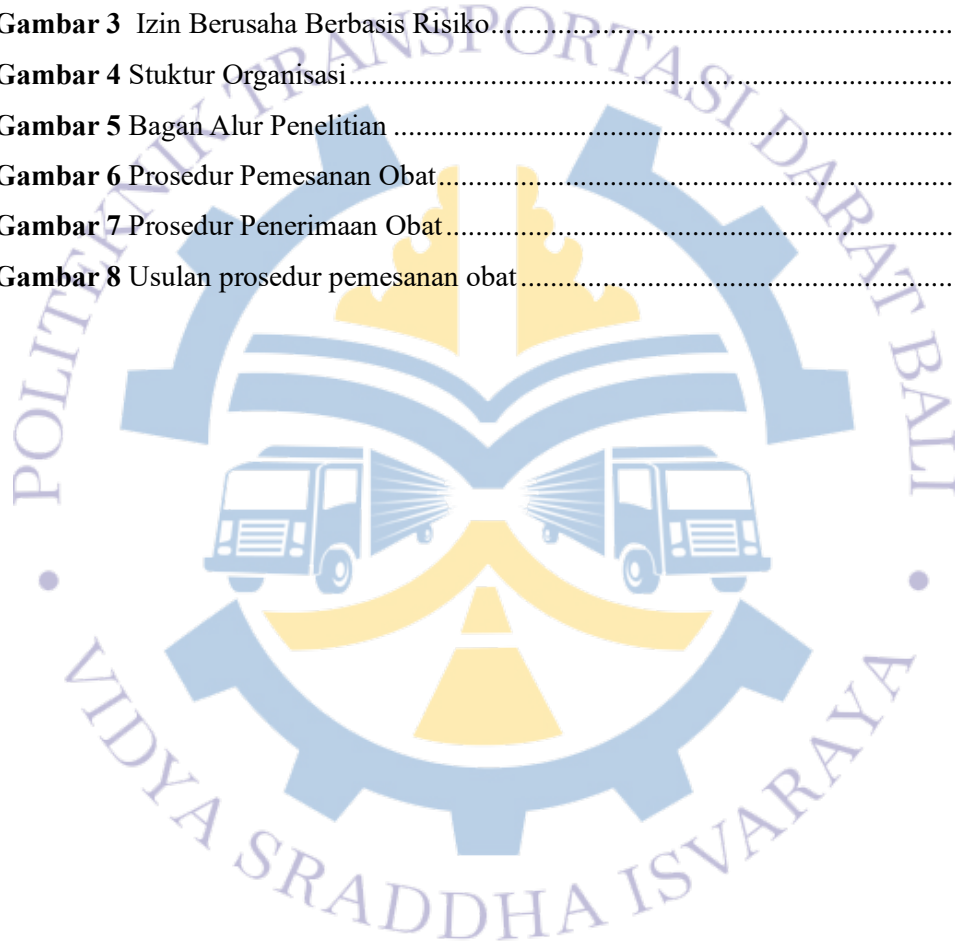 Gambar 3  Izin Berusaha Berbasis Risiko........................................................................
Gambar 4 Stuktur Organisasi........................................................................
Gambar 5 Bagan Alur Penelitian ........................................................................
Gambar 6 Prosedur Pemesanan Obat........................................................................
Gambar 7 Prosedur Penerimaan Obat........................................................................
Gambar 8 Usulan prosedur pemesanan obat........................................................................
POLITEKNIK TRANSPORTASI DARAT BALI
• VIDYA SRADDHA ISVARAYA •